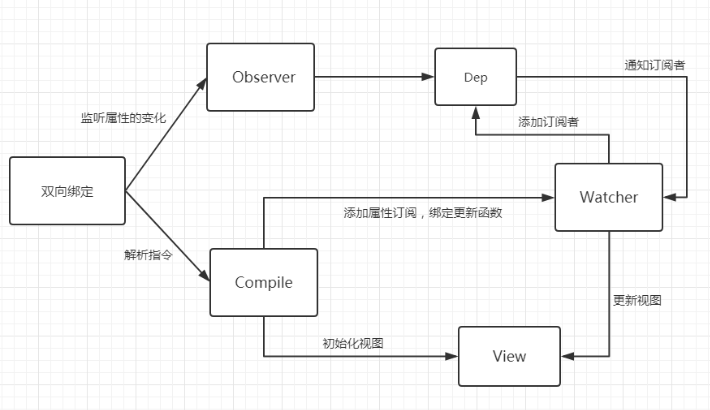 Observer
Dep
通知订阅者
监听属性的变化
添加订阅者
双向绑定
Watcher
添加属性订阅，绑定更新函数
解析指令
Compile
更新视图
初始化视图
View